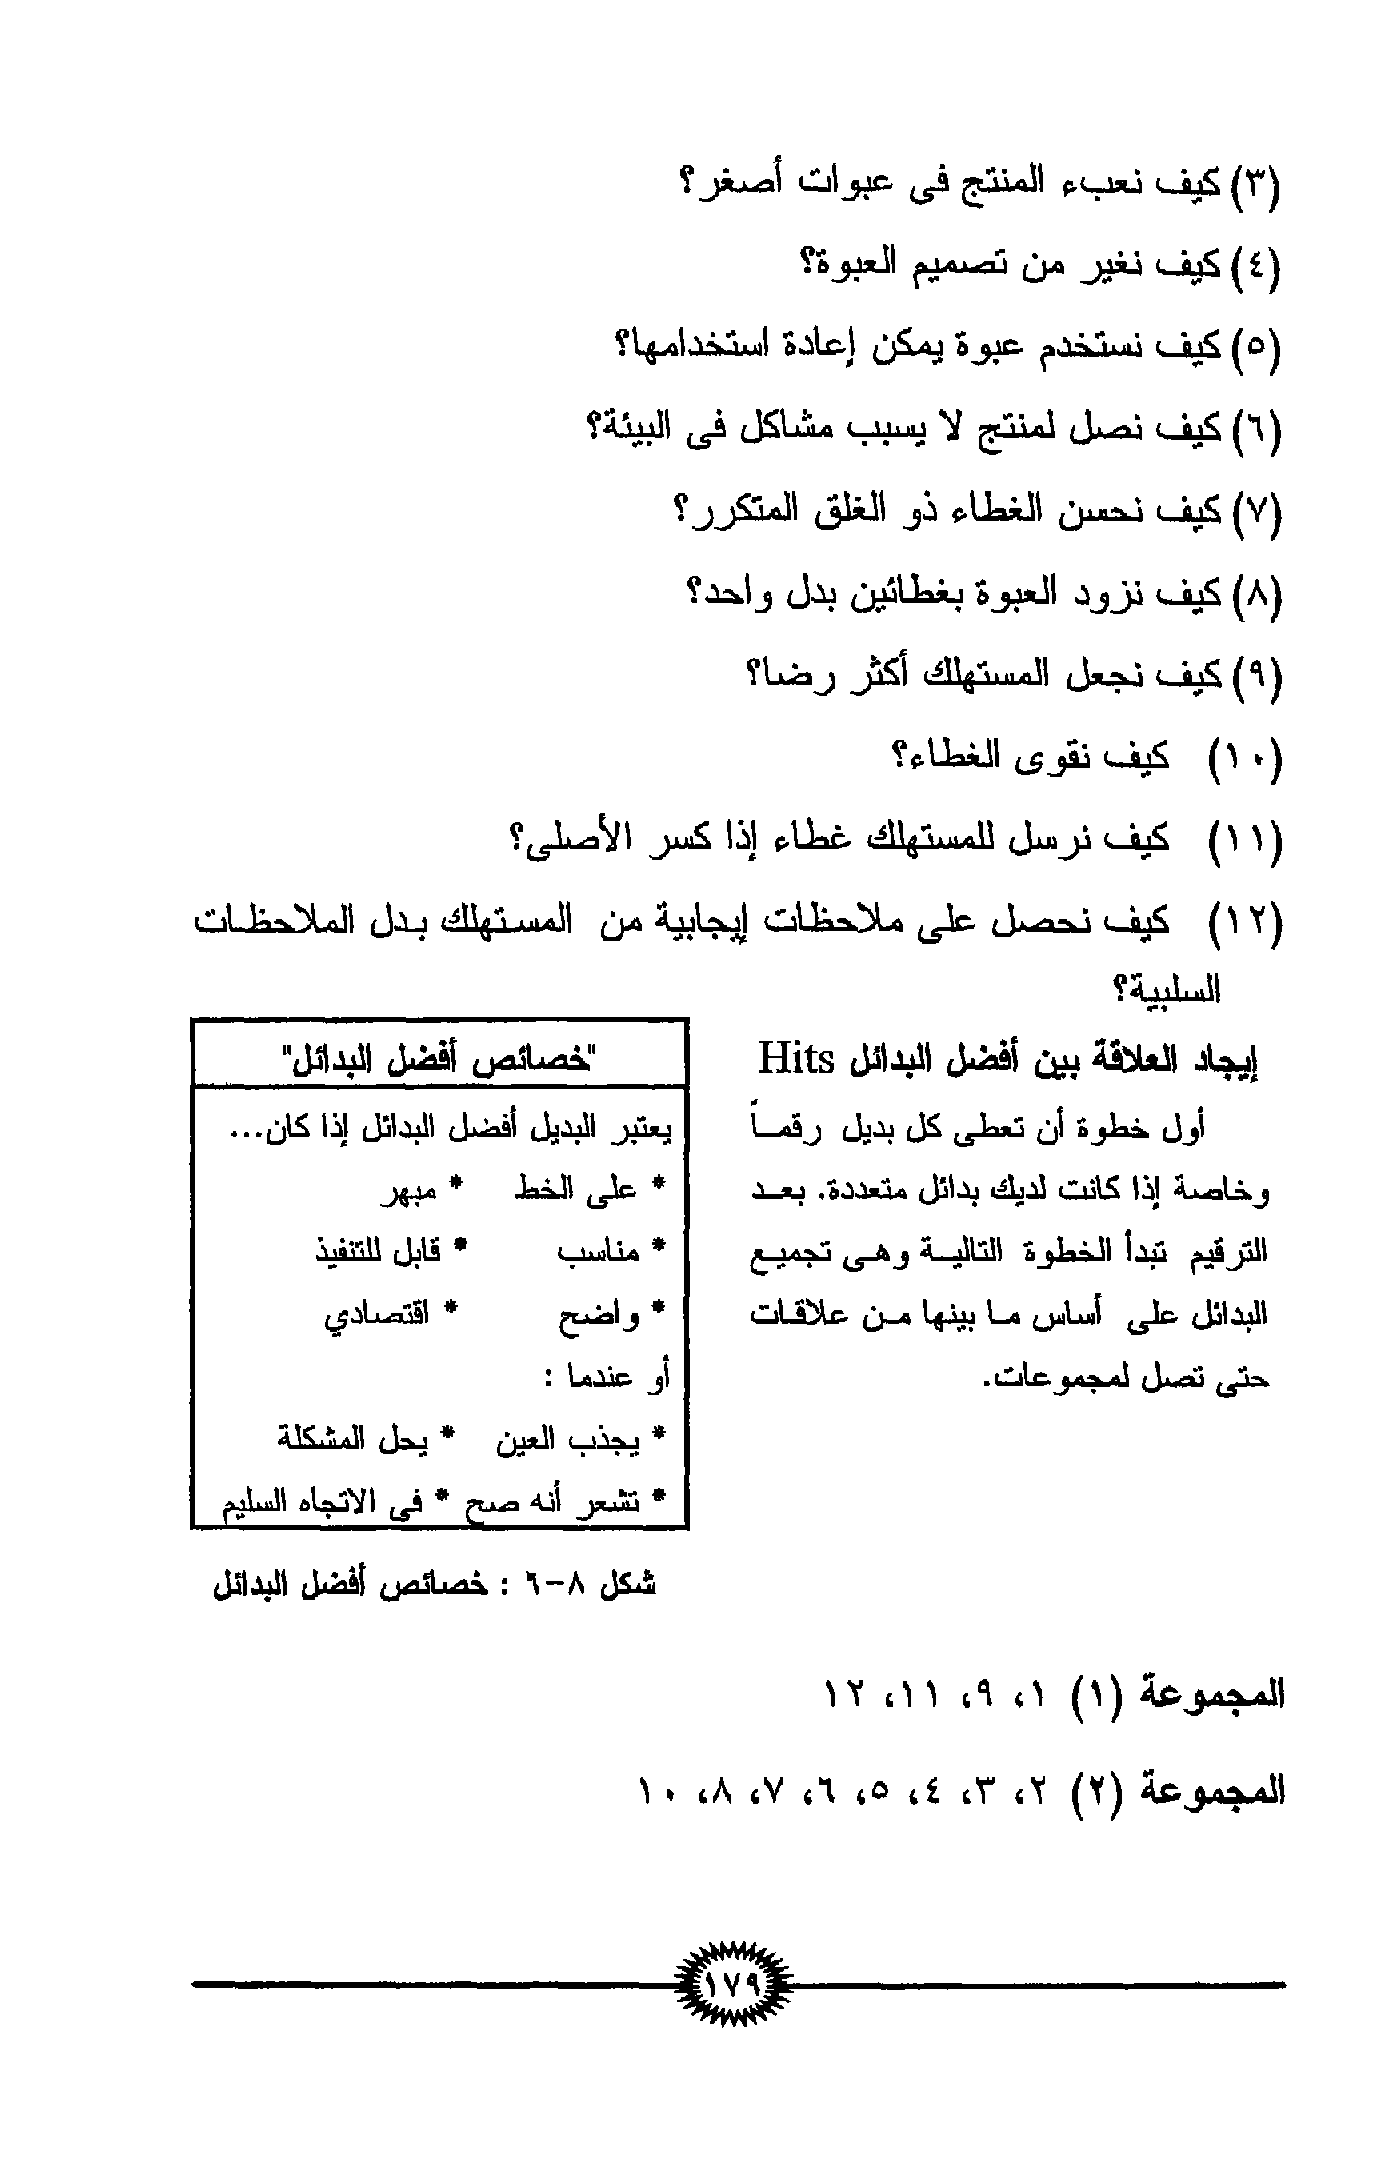 (٣) كيف نعبء المنتج فى عبوات أصغر؟
(٤) كيف نغير من تصميم العبوة؟
(٥) كيف نستخدم عبوة يمكن إعادة استخدامها؟
(٦) كيف نصل لمنتج لا يسبب مشاكل فى البيئة؟
(٧) كيف نحسن الغطاء ذو الغلق المتكرر؟
(٨) كيف نزود العبوة بغطائين بدل واحد؟
(٩) كيف نجعل المستهلك أكثر رضا؟
(١٠) كيف نقوى الغطاء؟
(١١) كيف نرسل للمستهلك غطاء إذا كسر الأصلى؟
(١٢) كيف نحصل على ملاحظات إيجابية من المستهلك بدل الملاحظات
السلبية؟
إيجاد العلاقة بين أفضل البدائل Hits
أول خطوة أن تعطى كل بديل رقماً
وخاصة إذا كانت لديك بدائل متعددة. بعد
الترقيم تبدأ الخطوة التالية وهى تجميع
البدائل على أساس ما بينها من علاقات
حتى تصل لمجموعات.
"خصائص أفضل البدائل"
يعتبر البديل أفضل البدائل إذا كان...
* على الخط * مبهر
* مناسب * قابل للتنفيذ
* واضح * اقتصادي
أو عندما :
* يجذب العين * يحل المشكلة
* تشعر أنه صح * فى الاتجاه السليم
شكل ٨-٦ : خصائص أفضل البدائل
المجموعة (١) ١، ٩، ١١، ١٢
المجموعة (٢) ٢، ٣، ٤، ٥، ٦، ٧، ٨، ١٠
١٧٩